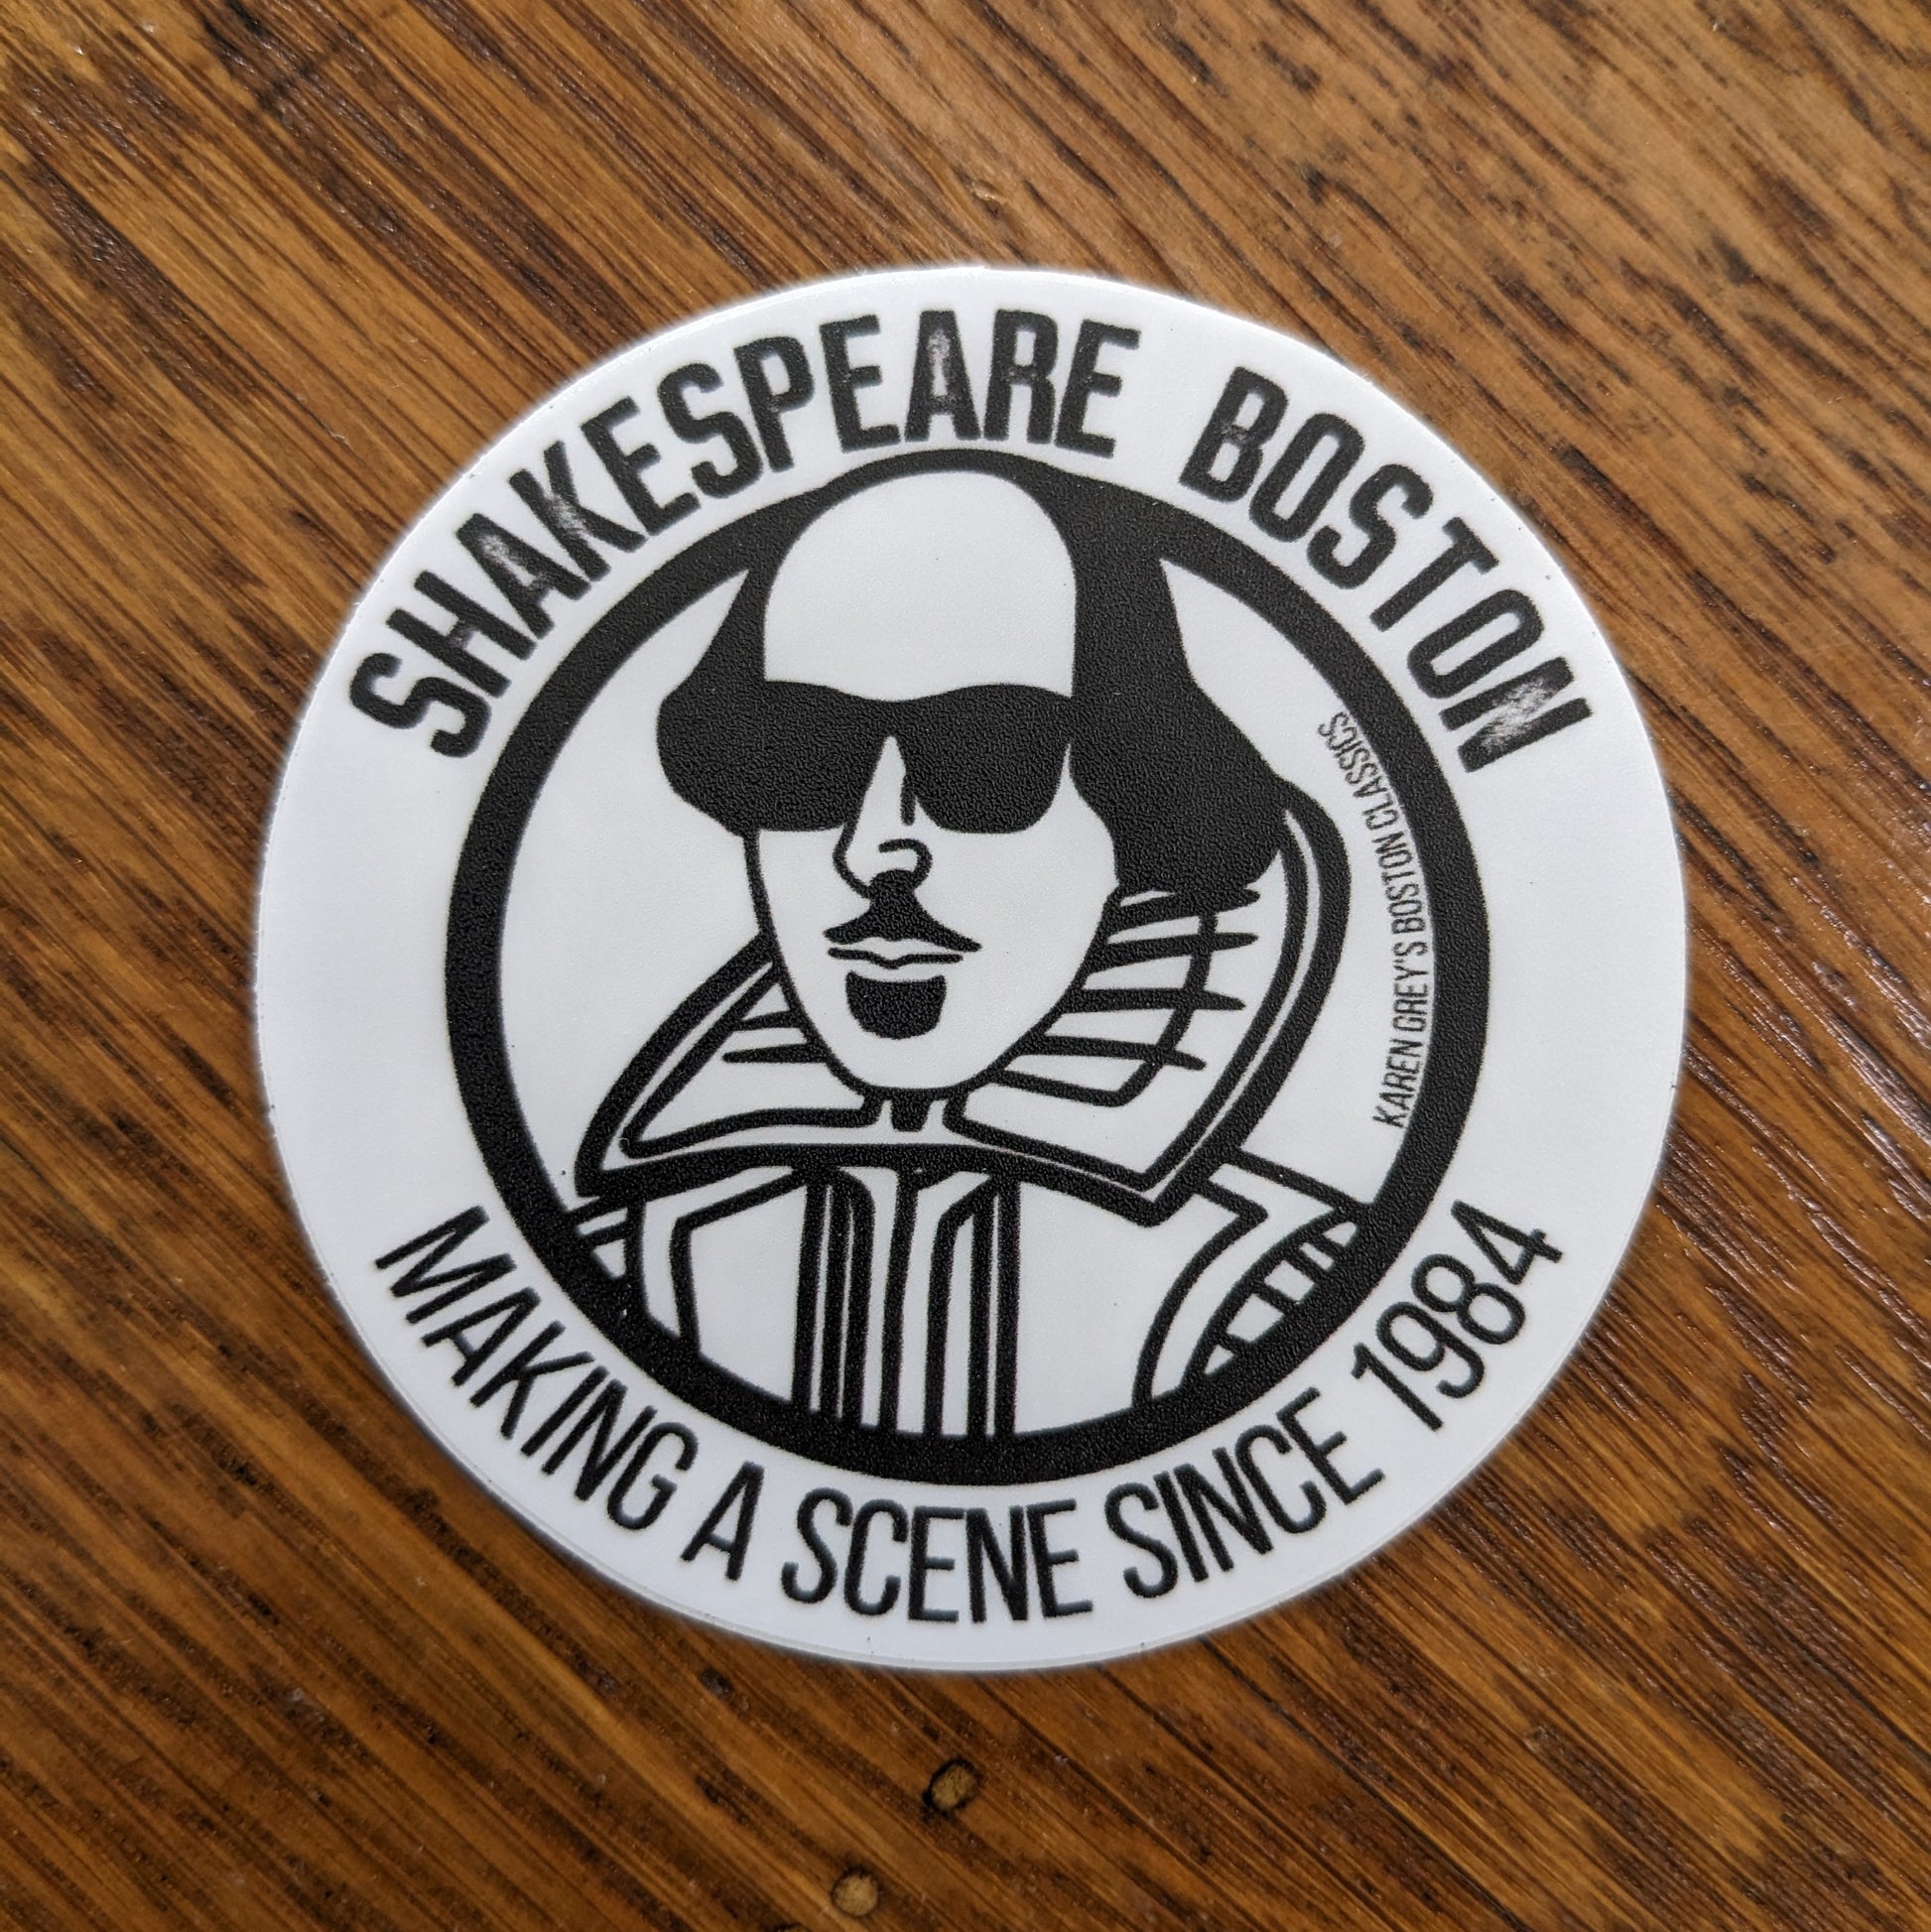 SHAKESPEARE BOSTON
KAREN GREY'S BOSTON CLASSICS
MAKING A SCENE SINCE 1984